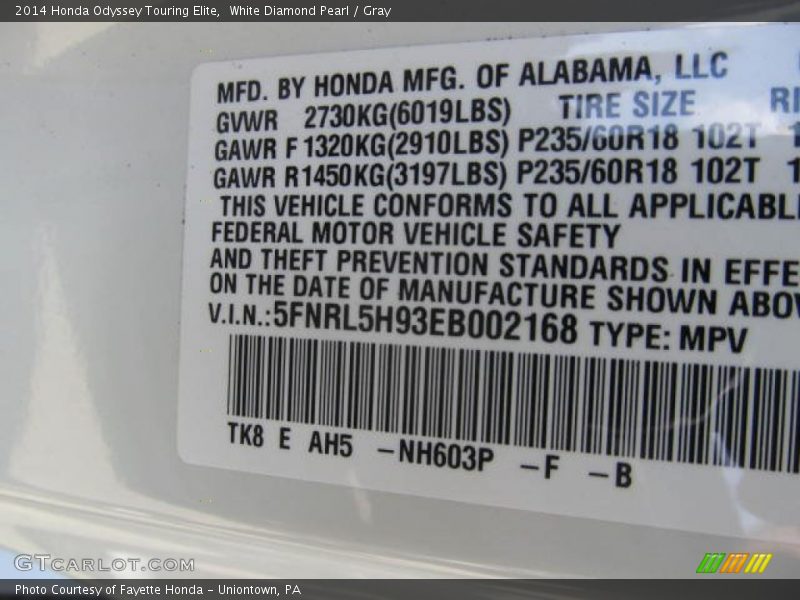 2014 Honda Odyssey Touring Elite,  White Diamond Pearl / Gray
MFD. BY HONDA MFG. OF ALABAMA, LLC
GVWR 2730KG(6019LBS) TIRE SIZE
GAWR F 1320KG(2910LBS) P235/60R18 102T
GAWR R1450KG(3197LBS) P235/60R18 102T
THIS VEHICLE CONFORMS TO ALL
FEDERAL MOTOR VEHICLE SAFETY
AND THEFT PREVENTION STANDARDS IN
ON THE DATE OF MANUFACTURE SHOWN
V.I.N.:5FNRL5H93EB002168 TYPE: MPV
TK8 E AH5 -NH603P -F -B
GTCARLOT.COM
Photo Courtesy of Fayette Honda - Uniontown, PA